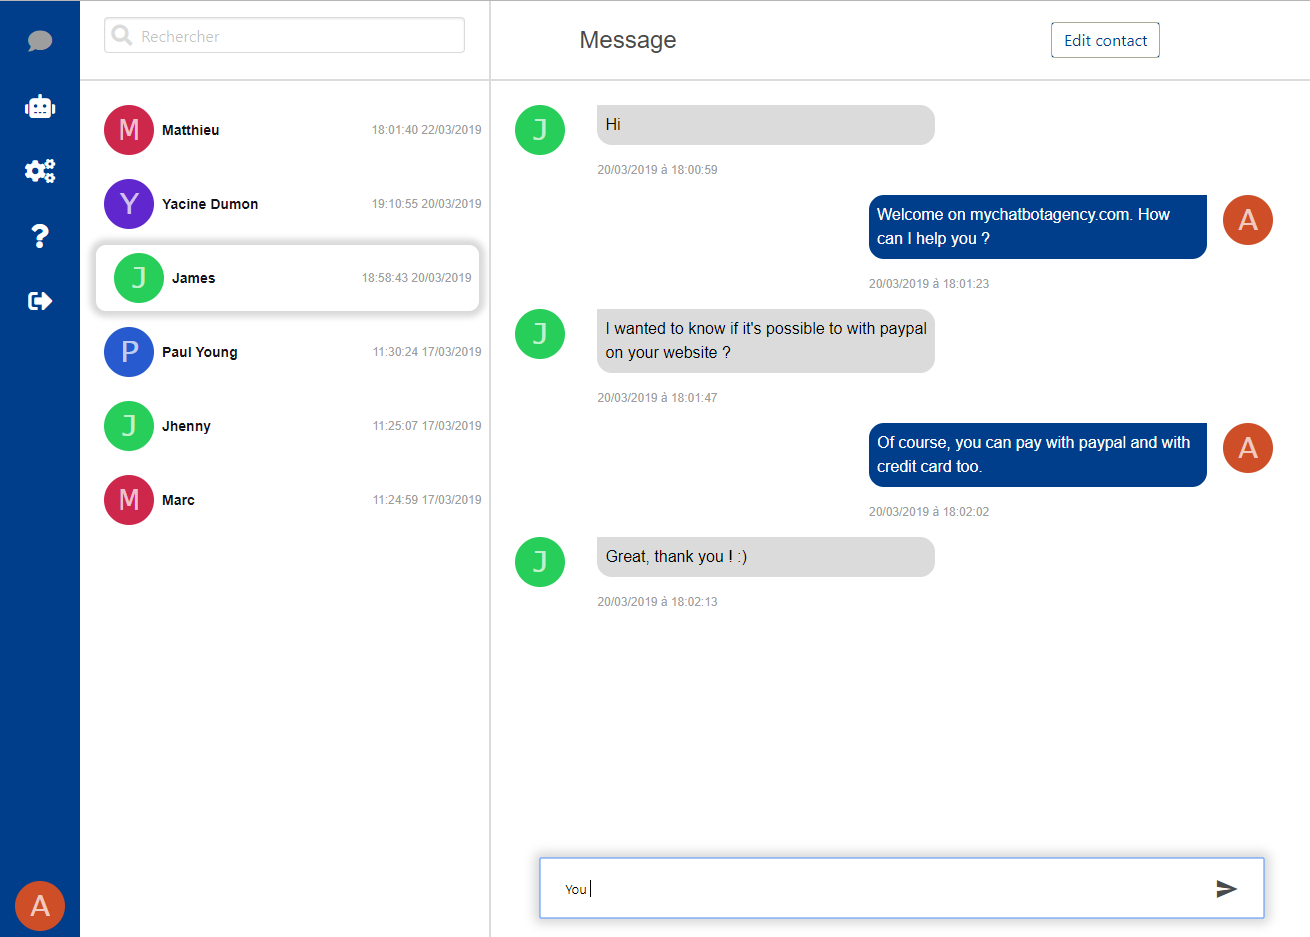 Rechercher
Message
Edit contact
M
Matthieu
18:01:40 22/03/2019
Y
Yacine Dumon
19:10:55 20/03/2019
J
James
18:58:43 20/03/2019
P
Paul Young
11:30:24 17/03/2019
J
Jhenny
11:25:07 17/03/2019
M
Marc
11:24:59 17/03/2019
A
J
Hi
20/03/2019 à 18:00:59
Welcome on mychatbotagency.com. How
can I help you ?
A
20/03/2019 à 18:01:23
J
I wanted to know if it's possible to with paypal
on your website ?
20/03/2019 à 18:01:47
Of course, you can pay with paypal and with
credit card too.
A
20/03/2019 à 18:02:02
J
Great, thank you ! :)
20/03/2019 à 18:02:13
You